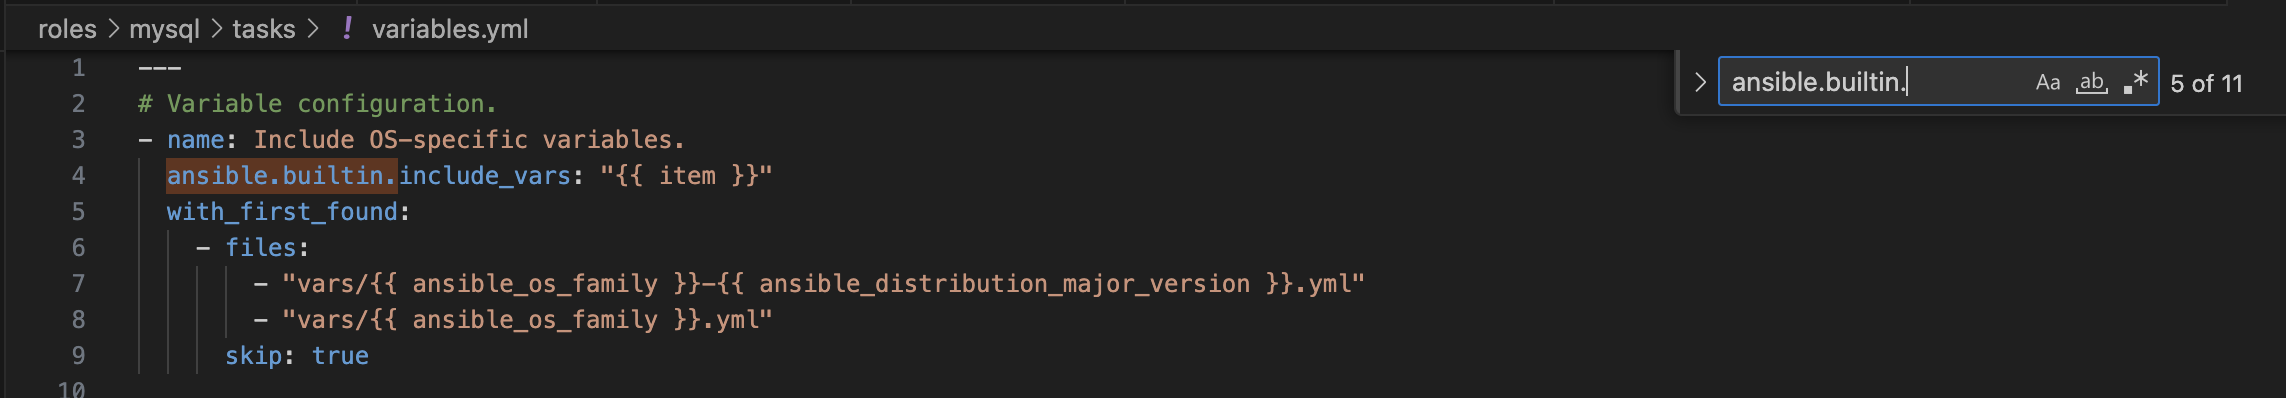 roles > mysql > tasks > ! variables.yml
ansible.builtin. Aa ab .* 5 of 11
1 ---
2 # Variable configuration.
3 - name: Include OS-specific variables.
4 ansible.builtin.include_vars: "{{ item }}"
5 with_first_found:
6 - files:
7 - "vars/{{ ansible_os_family }}-{{ ansible_distribution_major_version }}.yml"
8 - "vars/{{ ansible_os_family }}.yml"
9 skip: true
10